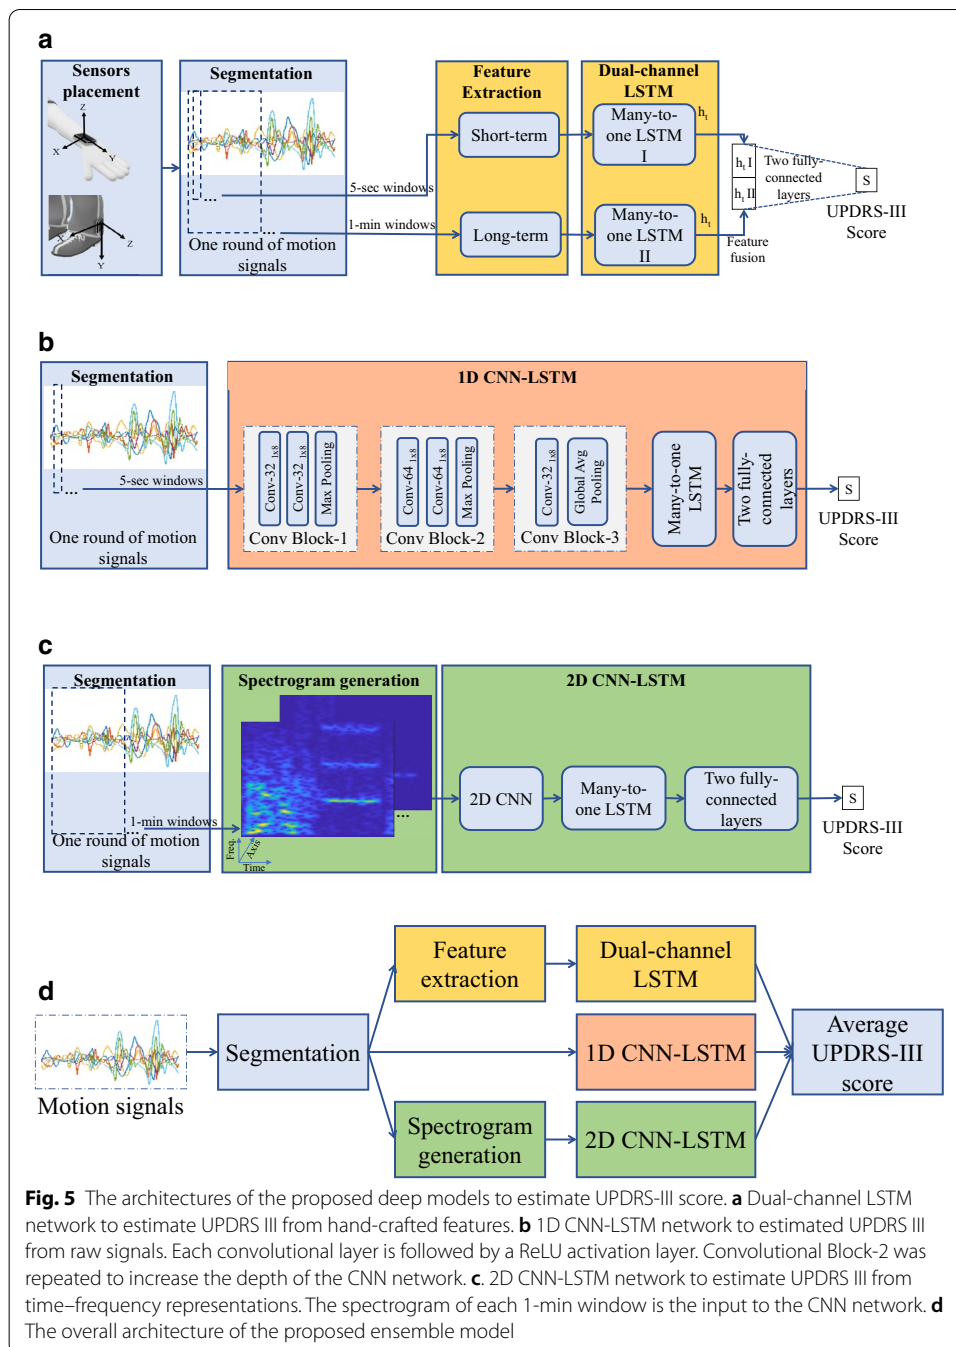 a
Sensors
placement
Z
X
Y
X
Z
Y
Segmentation
...
...
One round of motion
signals
5-sec windows
1-min windows
Feature
Extraction
Short-term
Long-term
Dual-channel
LSTM
Many-to-
one LSTM
I
Many-to-
one LSTM
II
ht
ht
ht I
ht II
Feature
fusion
Two fully-
connected
layers
S
UPDRS-III
Score
b
Segmentation
...
5-sec windows
One round of motion
signals
1D CNN-LSTM
Conv-32 1x8
Conv-32 1x8
Max Pooling
Conv Block-1
Conv-64 1x8
Conv-64 1x8
Max Pooling
Conv Block-2
Conv-32 1x8
Global Avg
Pooling
Conv Block-3
Many-to-one
LSTM
Two fully-
connected
layers
S
UPDRS-III
Score
c
Segmentation
...
1-min windows
One round of motion
signals
Spectrogram generation
...
Freq.
Axis
Time
2D CNN-LSTM
2D CNN
Many-to-
one LSTM
Two fully-
connected
layers
S
UPDRS-III
Score
d
Motion signals
Segmentation
Feature
extraction
Dual-channel
LSTM
1D CNN-LSTM
Spectrogram
generation
2D CNN-LSTM
Average
UPDRS-III
score
Fig. 5 The architectures of the proposed deep models to estimate UPDRS-III score. a Dual-channel LSTM
network to estimate UPDRS III from hand-crafted features. b 1D CNN-LSTM network to estimated UPDRS III
from raw signals. Each convolutional layer is followed by a ReLU activation layer. Convolutional Block-2 was
repeated to increase the depth of the CNN network. c. 2D CNN-LSTM network to estimate UPDRS III from
time–frequency representations. The spectrogram of each 1-min window is the input to the CNN network. d
The overall architecture of the proposed ensemble model